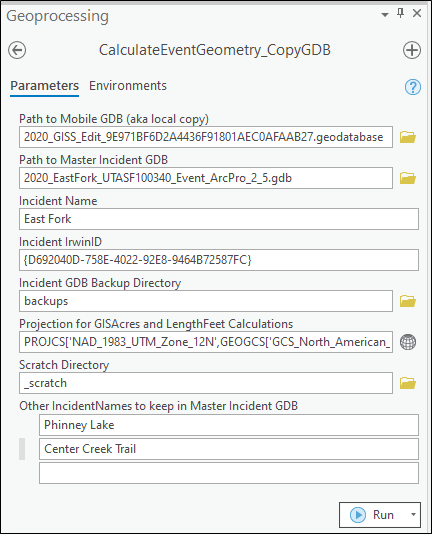 Geoprocessing
CalculateEventGeometry_CopyGDB
Parameters Environments
Path to Mobile GDB (aka local copy)
2020_GISS_Edit_9E971BF6D2A4436F91801AEC0AFAAB27.geodatabase
Path to Master Incident GDB
2020_EastFork_UTASF100340_Event_ArcPro_2_5.gdb
Incident Name
East Fork
Incident IrwinID
{D692040D-758E-4022-92E8-9464B72587FC}
Incident GDB Backup Directory
backups
Projection for GISAcres and LengthFeet Calculations
PROJCS['NAD_1983_UTM_Zone_12N',GEOGCS['GCS_North_American_
Scratch Directory
_scratch
Other IncidentNames to keep in Master Incident GDB
Phinney Lake
Center Creek Trail
Run